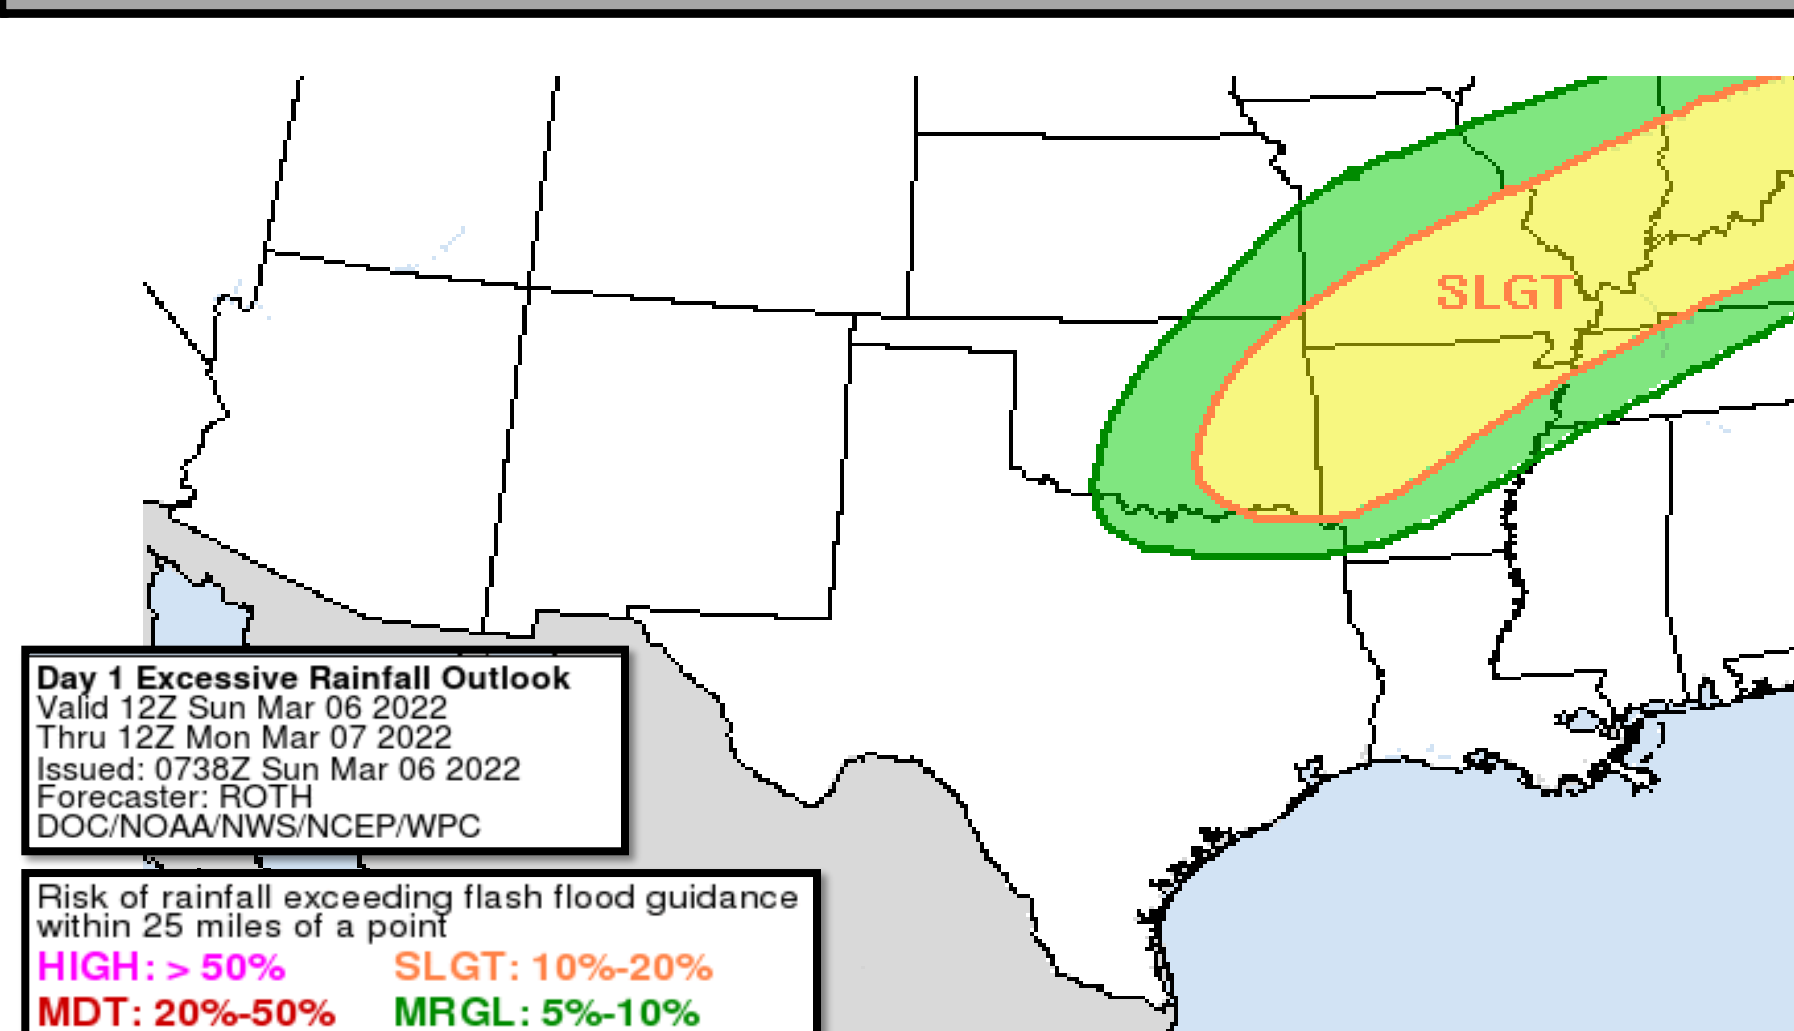 SLGT
Day 1 Excessive Rainfall Outlook
Valid 12Z Sun Mar 06 2022
Thru 12Z Mon Mar 07 2022
Issued: 0738Z Sun Mar 06 2022
Forecaster: ROTH
DOC/NOAA/NWS/NCEP/WPC
Risk of rainfall exceeding flash flood guidance
within 25 miles of a point
HIGH: > 50% SLGT: 10%-20%
MDT: 20%-50% MRGL: 5%-10%